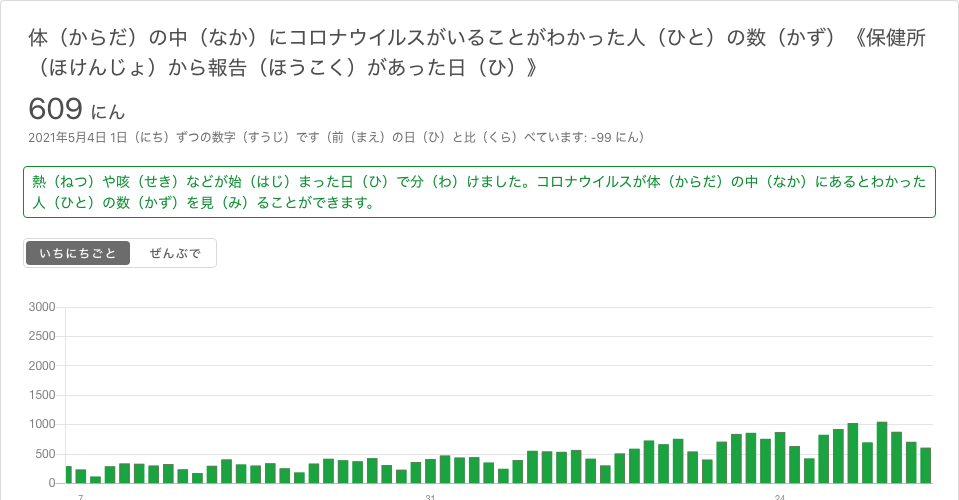 体（からだ）の中（なか）にコロナウイルスがいることがわかった人（ひと）の数（かず）《保健所
（ほけんじょ）から報告（ほうこく）があった日（ひ）》
609 にん
2021年5月4日 1日（にち）ずつの数字（すうじ）です（前（まえ）の日（ひ）と比（くら）べています: -99 にん）
熱（ねつ）や咳（せき）などが始（はじ）まった日（ひ）で分（わ）けました。コロナウイルスが体（からだ）の中（なか）にあるとわかった
人（ひと）の数（かず）を見（み）ることができます。
いちにちごと ぜんぶで
3000
2500
2000
1500
1000
500
0
7 31 24